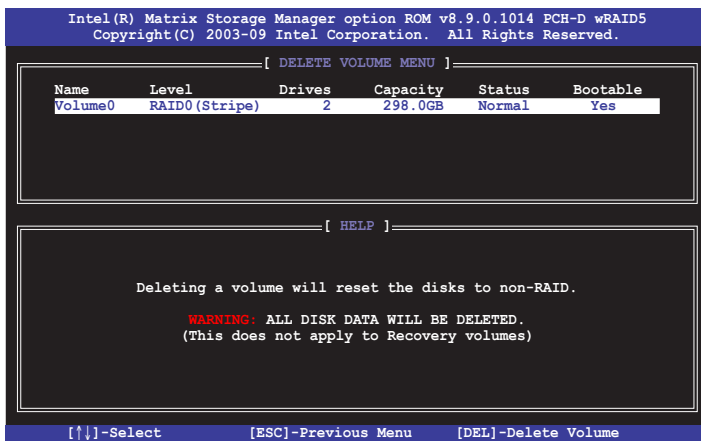 Intel(R) Matrix Storage Manager option ROM v8.9.0.1014 PCH-D wRAID5
Copyright(C) 2003-09 Intel Corporation. All Rights Reserved.
[ DELETE VOLUME MENU ]
Name Level Drives Capacity Status Bootable
Volume0 RAID0(Stripe) 2 298.0GB Normal Yes
[ HELP ]
Deleting a volume will reset the disks to non-RAID.
WARNING: ALL DISK DATA WILL BE DELETED.
(This does not apply to Recovery volumes)
[↑↓]-Select [ESC]-Previous Menu [DEL]-Delete Volume